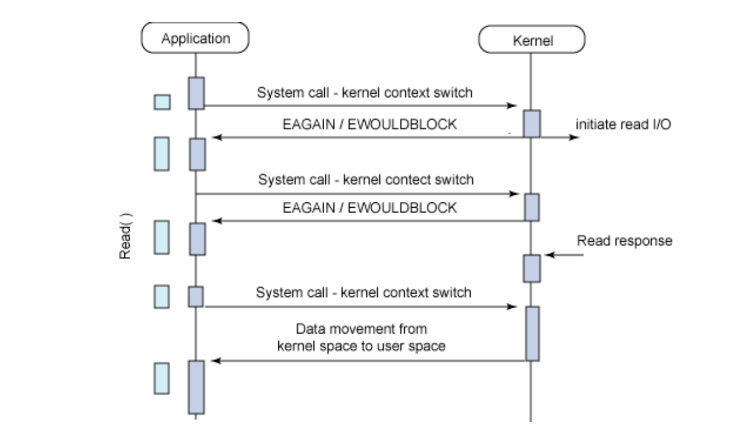 Application
Kernel
System call - kernel context switch
EAGAIN / EWOULDBLOCK
initiate read I/O
System call - kernel contect switch
EAGAIN / EWOULDBLOCK
Read( )
Read response
System call - kernel context switch
Data movement from
kernel space to user space